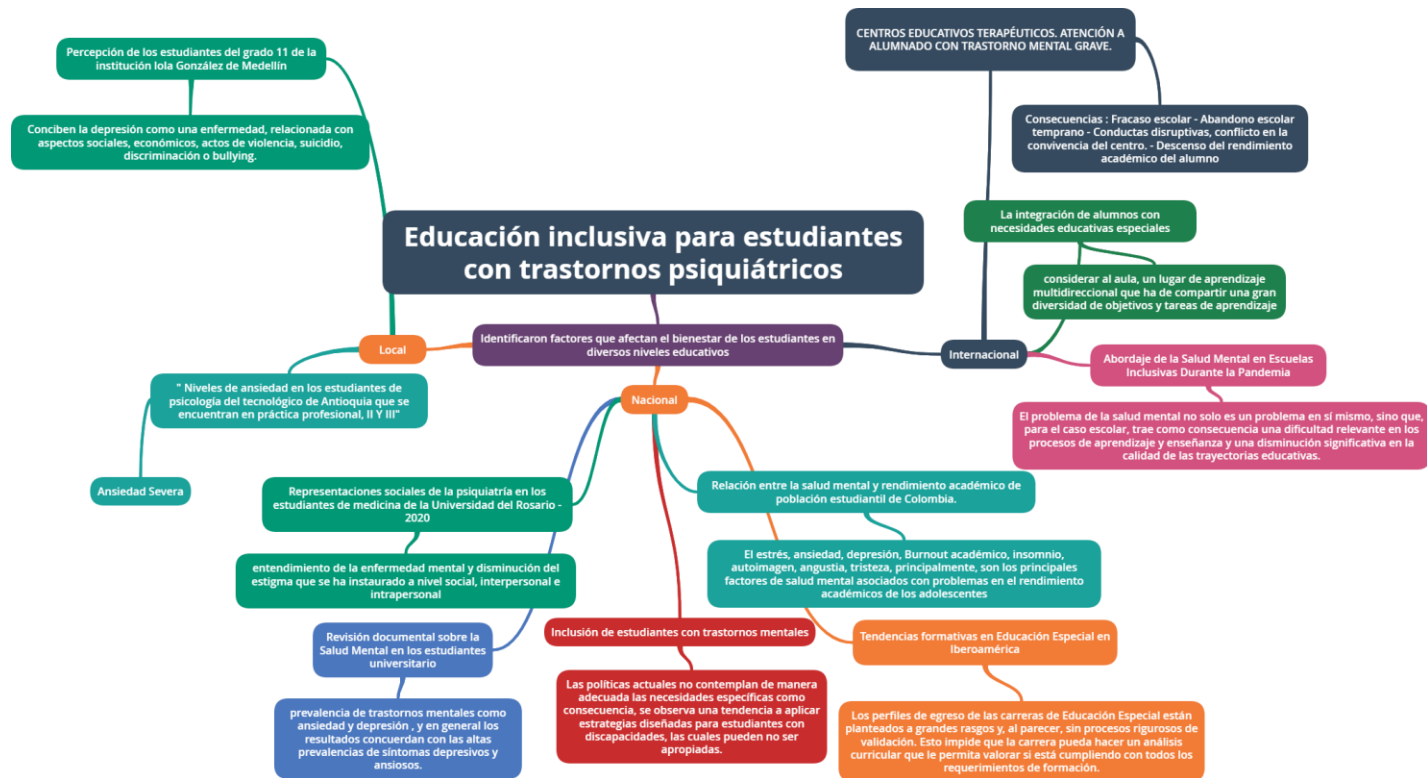 Percepción de los estudiantes del grado 11 de la
institución lola González de Medellín
Conciben la depresión como una enfermedad, relacionada con
aspectos sociales, económicos, actos de violencia, suicidio,
discriminación o bullying.
CENTROS EDUCATIVOS TERAPÉUTICOS. ATENCIÓN A
ALUMNADO CON TRASTORNO MENTAL GRAVE.
Consecuencias : Fracaso escolar - Abandono escolar
temprano - Conductas disruptivas, conflicto en la
convivencia del centro. - Descenso del rendimiento
académico del alumno
Educación inclusiva para estudiantes
con trastornos psiquiátricos
La integración de alumnos con
necesidades educativas especiales
considerar al aula, un lugar de aprendizaje
multidireccional que ha de compartir una gran
diversidad de objetivos y tareas de aprendizaje
Local
Identificaron factores que afectan el bienestar de los estudiantes en
diversos niveles educativos
Internacional
Abordaje de la Salud Mental en Escuelas
Inclusivas Durante la Pandemia
El problema de la salud mental no solo es un problema en sí mismo, sino que,
para el caso escolar, trae como consecuencia una dificultad relevante en los
procesos de aprendizaje y enseñanza y una disminución significativa en la
calidad de las trayectorias educativas.
" Niveles de ansiedad en los estudiantes de
psicología del tecnológico de Antioquia que se
encuentran en práctica profesional, II Y III"
Ansiedad Severa
Nacional
Representaciones sociales de la psiquiatría en los
estudiantes de medicina de la Universidad del Rosario -
2020
entendimiento de la enfermedad mental y disminución del
estigma que se ha instaurado a nivel social, interpersonal e
intrapersonal
Relación entre la salud mental y rendimiento académico de
población estudiantil de Colombia.
El estrés, ansiedad, depresión, Burnout académico, insomnio,
autoimagen, angustia, tristeza, principalmente, son los principales
factores de salud mental asociados con problemas en el rendimiento
académicos de los adolescentes
Revisión documental sobre la
Salud Mental en los estudiantes
universitario
prevalencia de trastornos mentales como
ansiedad y depresión , y en general los
resultados concuerdan con las altas
prevalencias de síntomas depresivos y
ansiosos.
Inclusión de estudiantes con trastornos mentales
Las políticas actuales no contemplan de manera
adecuada las necesidades específicas como
consecuencia, se observa una tendencia a aplicar
estrategias diseñadas para estudiantes con
discapacidades, las cuales pueden no ser
apropiadas.
Tendencias formativas en Educación Especial en
Iberoamérica
Los perfiles de egreso de las carreras de Educación Especial están
planteados a grandes rasgos y, al parecer, sin procesos rigurosos de
validación. Esto impide que la carrera pueda hacer un análisis
curricular que le permita valorar si está cumpliendo con todos los
requerimientos de formación.